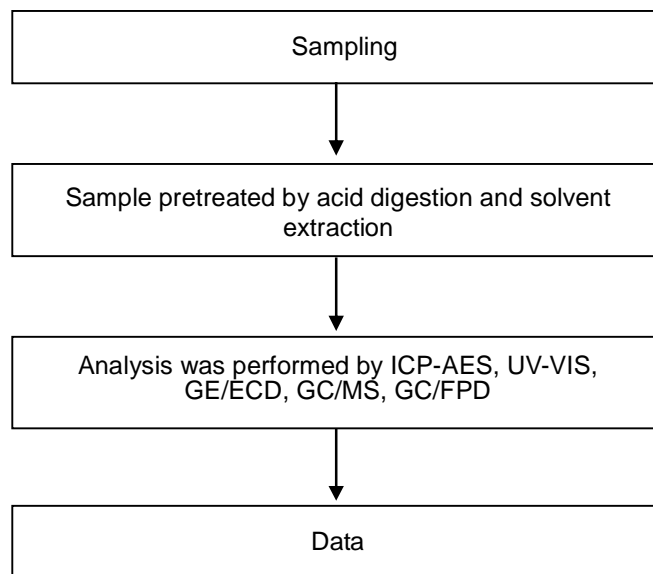 Sampling
Sample pretreated by acid digestion and solvent
extraction
Analysis was performed by ICP-AES, UV-VIS,
GE/ECD, GC/MS, GC/FPD
Data